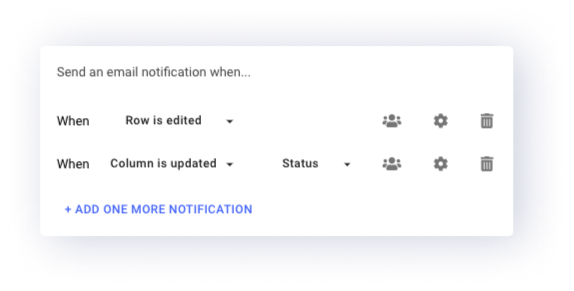 Send an email notification when...
When Row is edited
When Column is updated Status
+ ADD ONE MORE NOTIFICATION